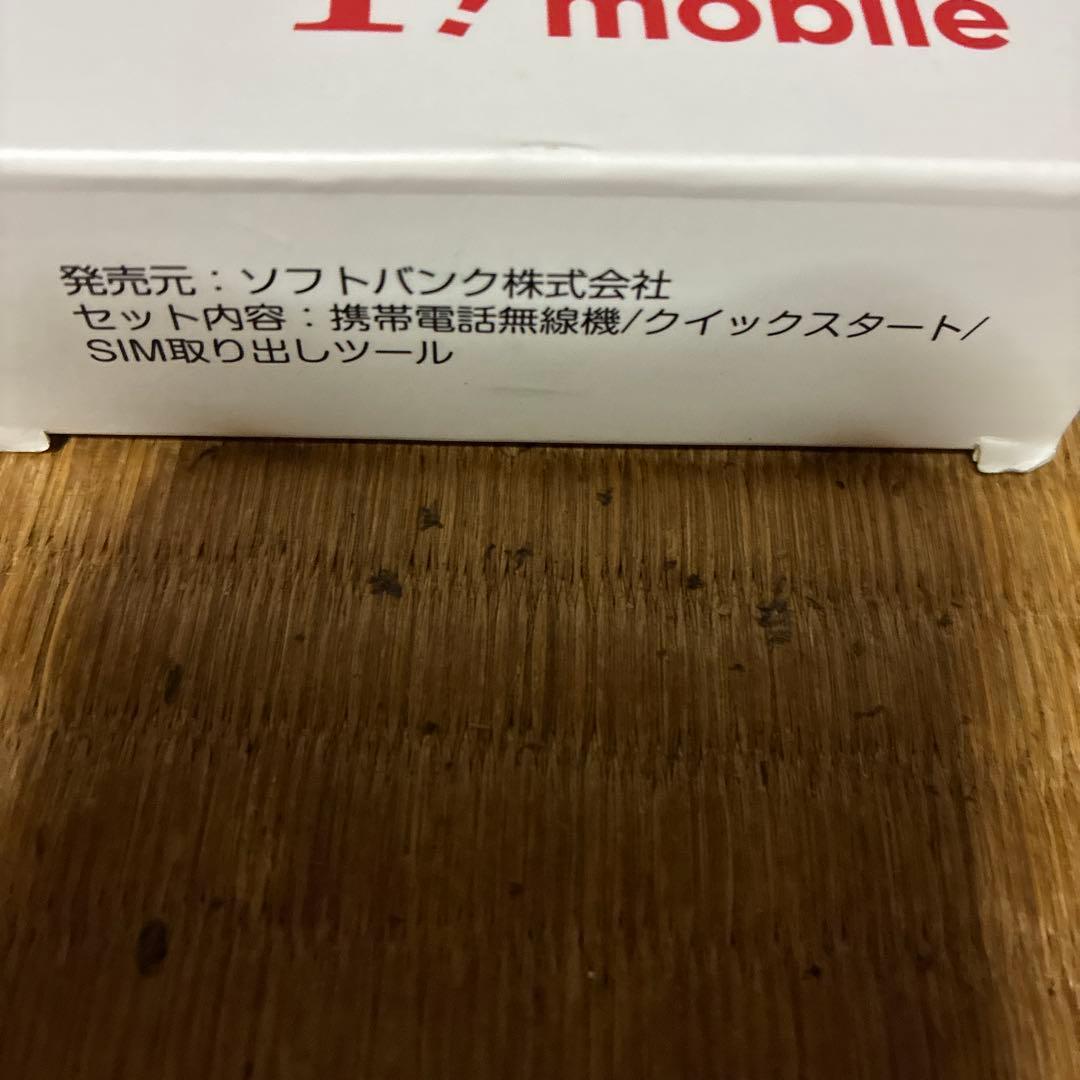 Y! mobile
発売元：ソフトバンク株式会社
セット内容：携帯電話無線機/クイックスタート/
SIM取り出しツール